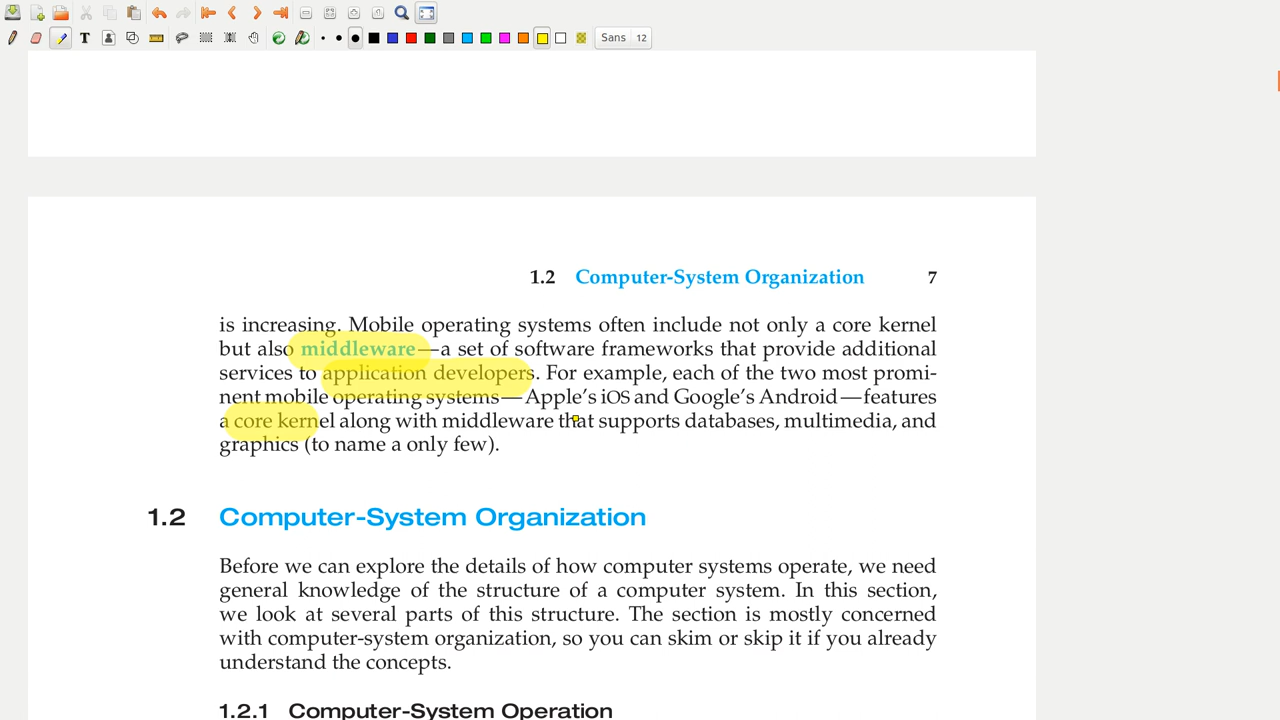 Sans 12
1.2 Computer-System Organization 7
is increasing. Mobile operating systems often include not only a core kernel
but also middleware—a set of software frameworks that provide additional
services to application developers. For example, each of the two most promi-
nent mobile operating systems—Apple's iOS and Google's Android—features
a core kernel along with middleware that supports databases, multimedia, and
graphics (to name a only few).
1.2 Computer-System Organization
Before we can explore the details of how computer systems operate, we need
general knowledge of the structure of a computer system. In this section,
we look at several parts of this structure. The section is mostly concerned
with computer-system organization, so you can skim or skip it if you already
understand the concepts.
1.2.1 Computer-System Operation